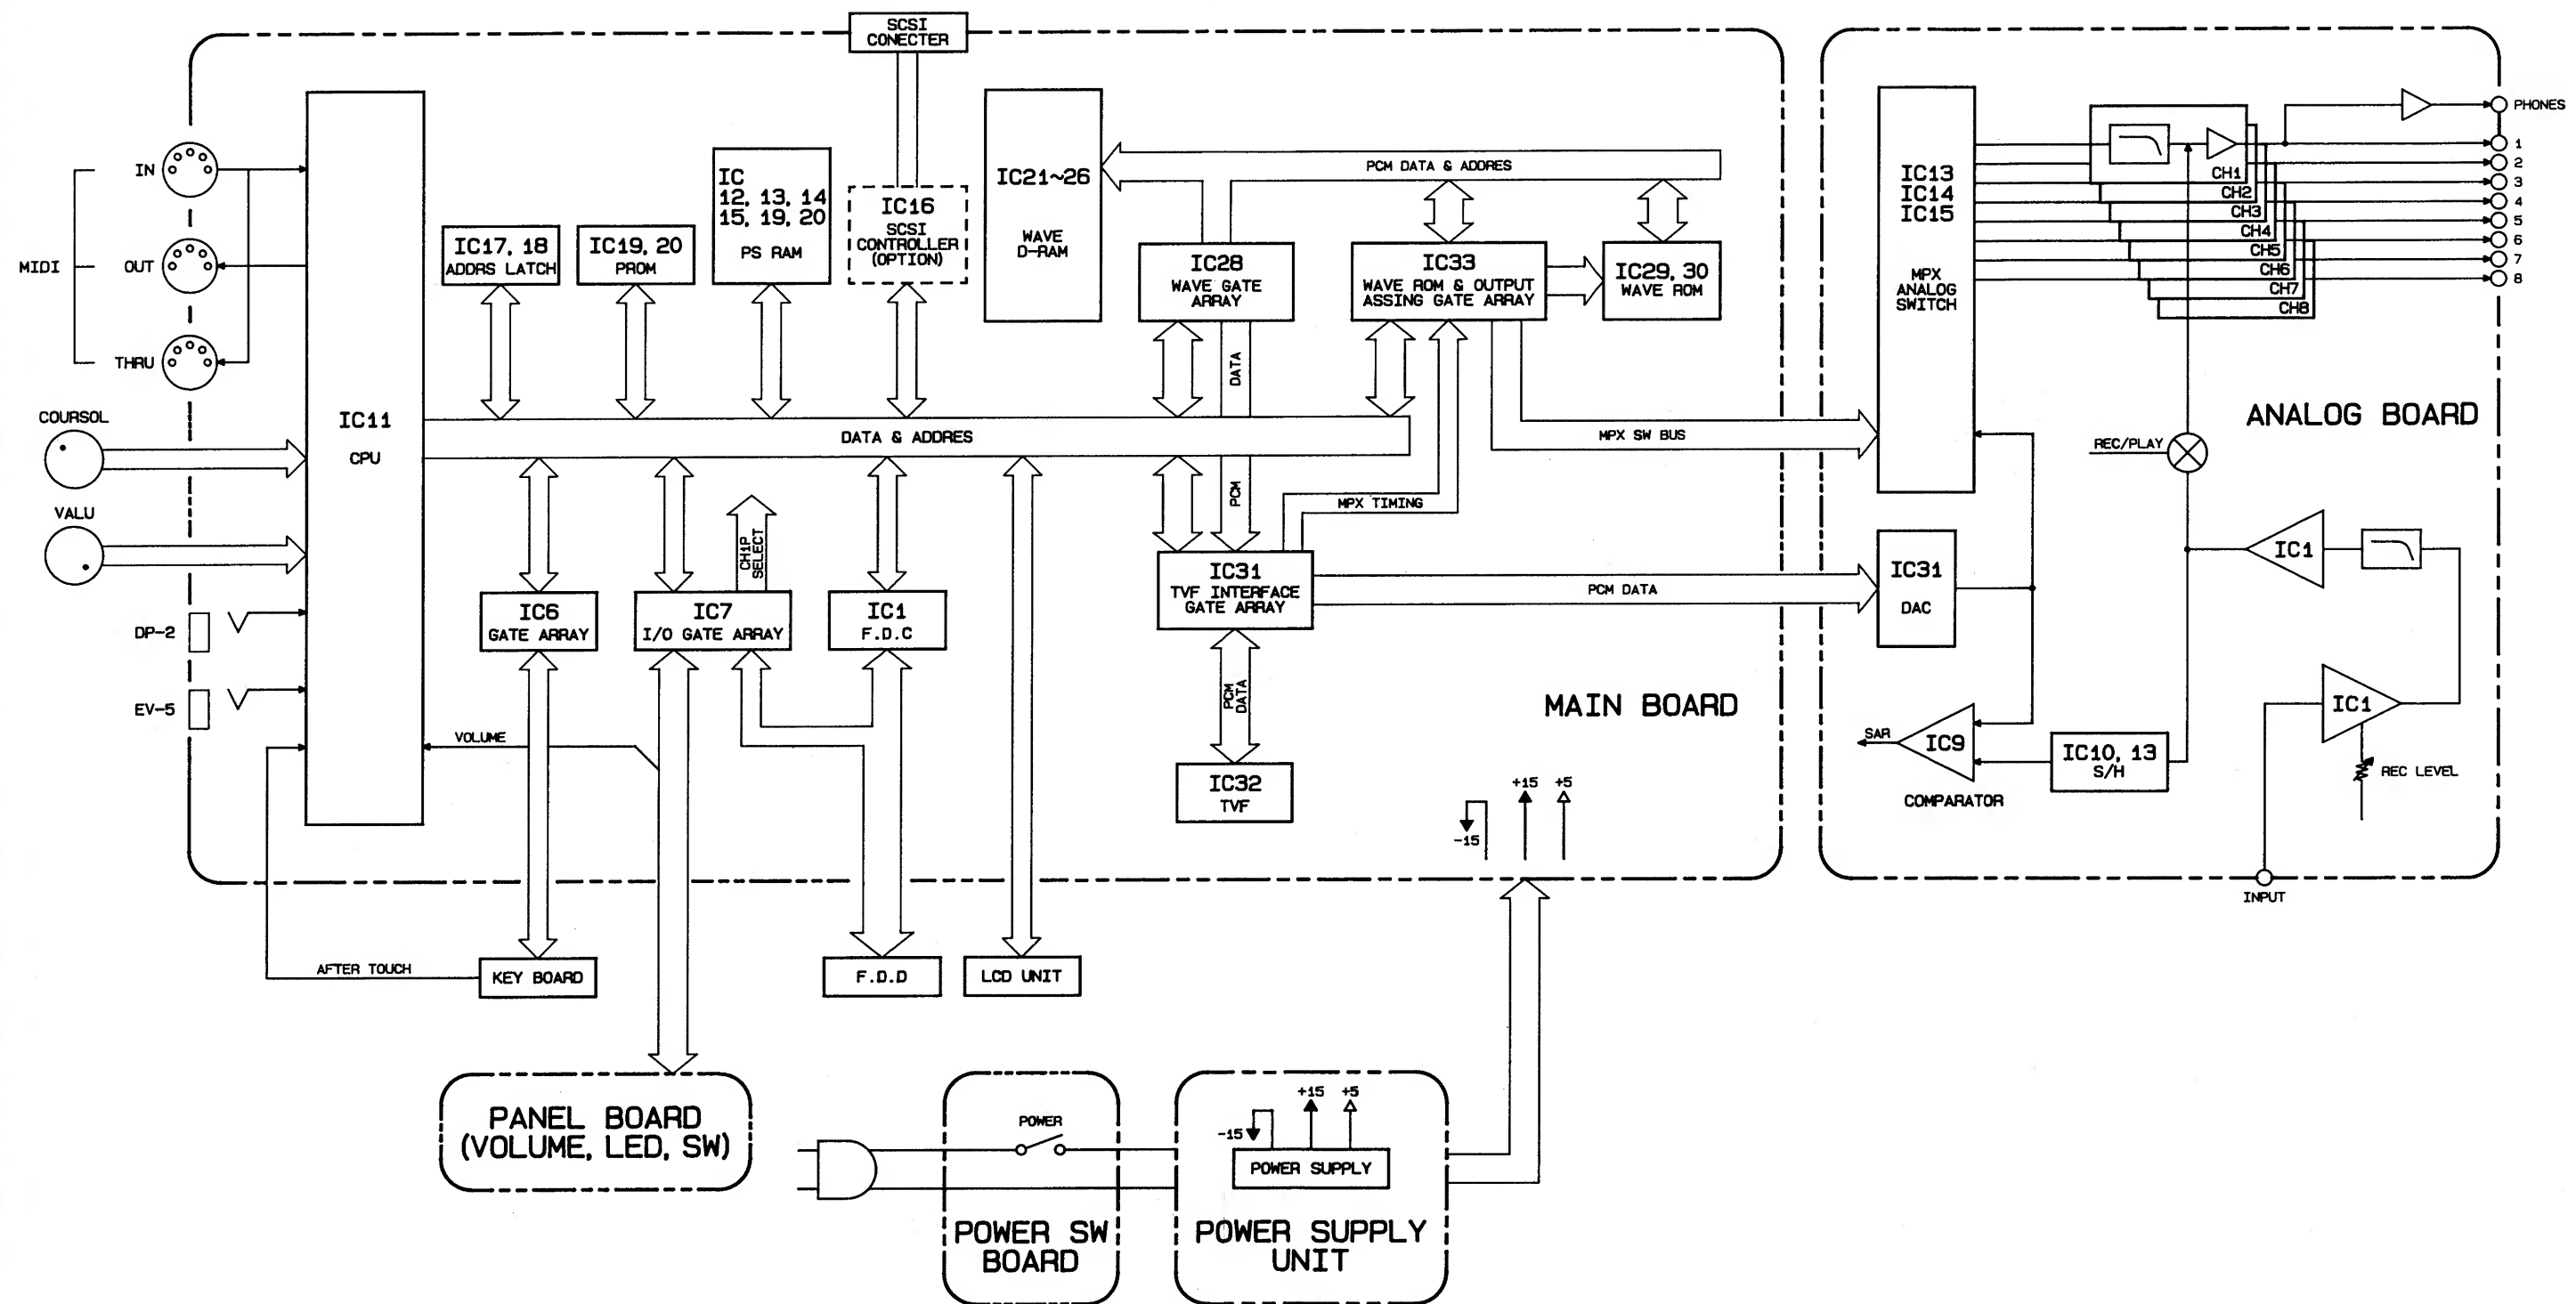 SCSI
CONECTER
MIDI
IN
OUT
THRU
COURSOL
VALU
DP-2
EV-5
IC11
CPU
IC17, 18
ADDRS LATCH
IC19, 20
PROM
IC
12, 13, 14
15, 19, 20
PS RAM
IC16
SCSI
CONTROLLER
(OPTION)
IC21~26
WAVE
D-RAM
PCM DATA & ADDRES
IC28
WAVE GATE
ARRAY
IC33
WAVE ROM & OUTPUT
ASSING GATE ARRAY
IC29, 30
WAVE ROM
DATA
PCM
DATA & ADDRES
MPX SW BUS
MPX TIMING
CHIP
SELECT
IC6
GATE ARRAY
IC7
I/O GATE ARRAY
IC1
F.D.C
IC31
TVF INTERFACE
GATE ARRAY
PCM DATA
PCM
DATA
IC32
TVF
VOLUME
MAIN BOARD
-15
+15
+5
AFTER TOUCH
KEY BOARD
F.D.D
LCD UNIT
IC13
IC14
IC15
MPX
ANALOG
SWITCH
CH1
CH2
CH3
CH4
CH5
CH6
CH7
CH8
PHONES
1
2
3
4
5
6
7
8
ANALOG BOARD
REC/PLAY
IC31
DAC
IC1
IC1
REC LEVEL
SAR
IC9
COMPARATOR
IC10, 13
S/H
INPUT
PANEL BOARD
(VOLUME, LED, SW)
POWER
POWER SW
BOARD
-15
+15
+5
POWER SUPPLY
POWER SUPPLY
UNIT